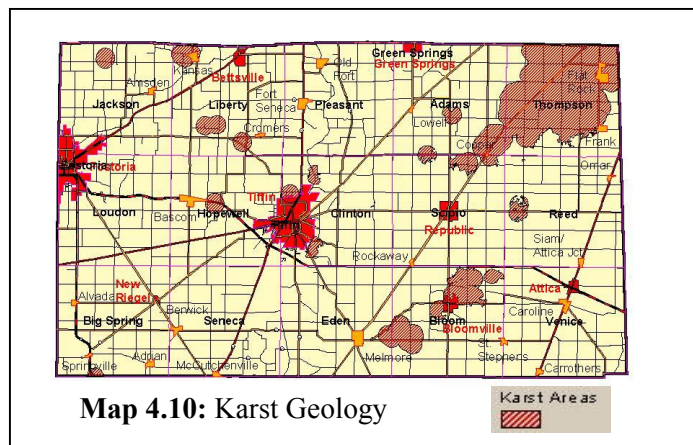 Green Springs
Green Springs
Kansas
Old
Fort
Bettsville
Flat
Rock
Amsden
Jackson
Liberty
Fort
Seneca
Pleasant
Adams
Thompson
Lowell
Cromers
Cooper
Frank
Fostoria
Omar
Tiffin
Loudon
Bascom
Hopewell
Tiffin
Clinton
Scipio
Reed
Republic
Siam/
Attica Jct
Rockaway
New
Riegel
Attica
Alvada
Berwick
Caroline
Big Spring
Seneca
Eden
Bloom
Bloomville
Venice
Adrian
St.
Stephens
Springville
McCutchenville
Melmore
Carrothers
Map 4.10: Karst Geology
Karst Areas